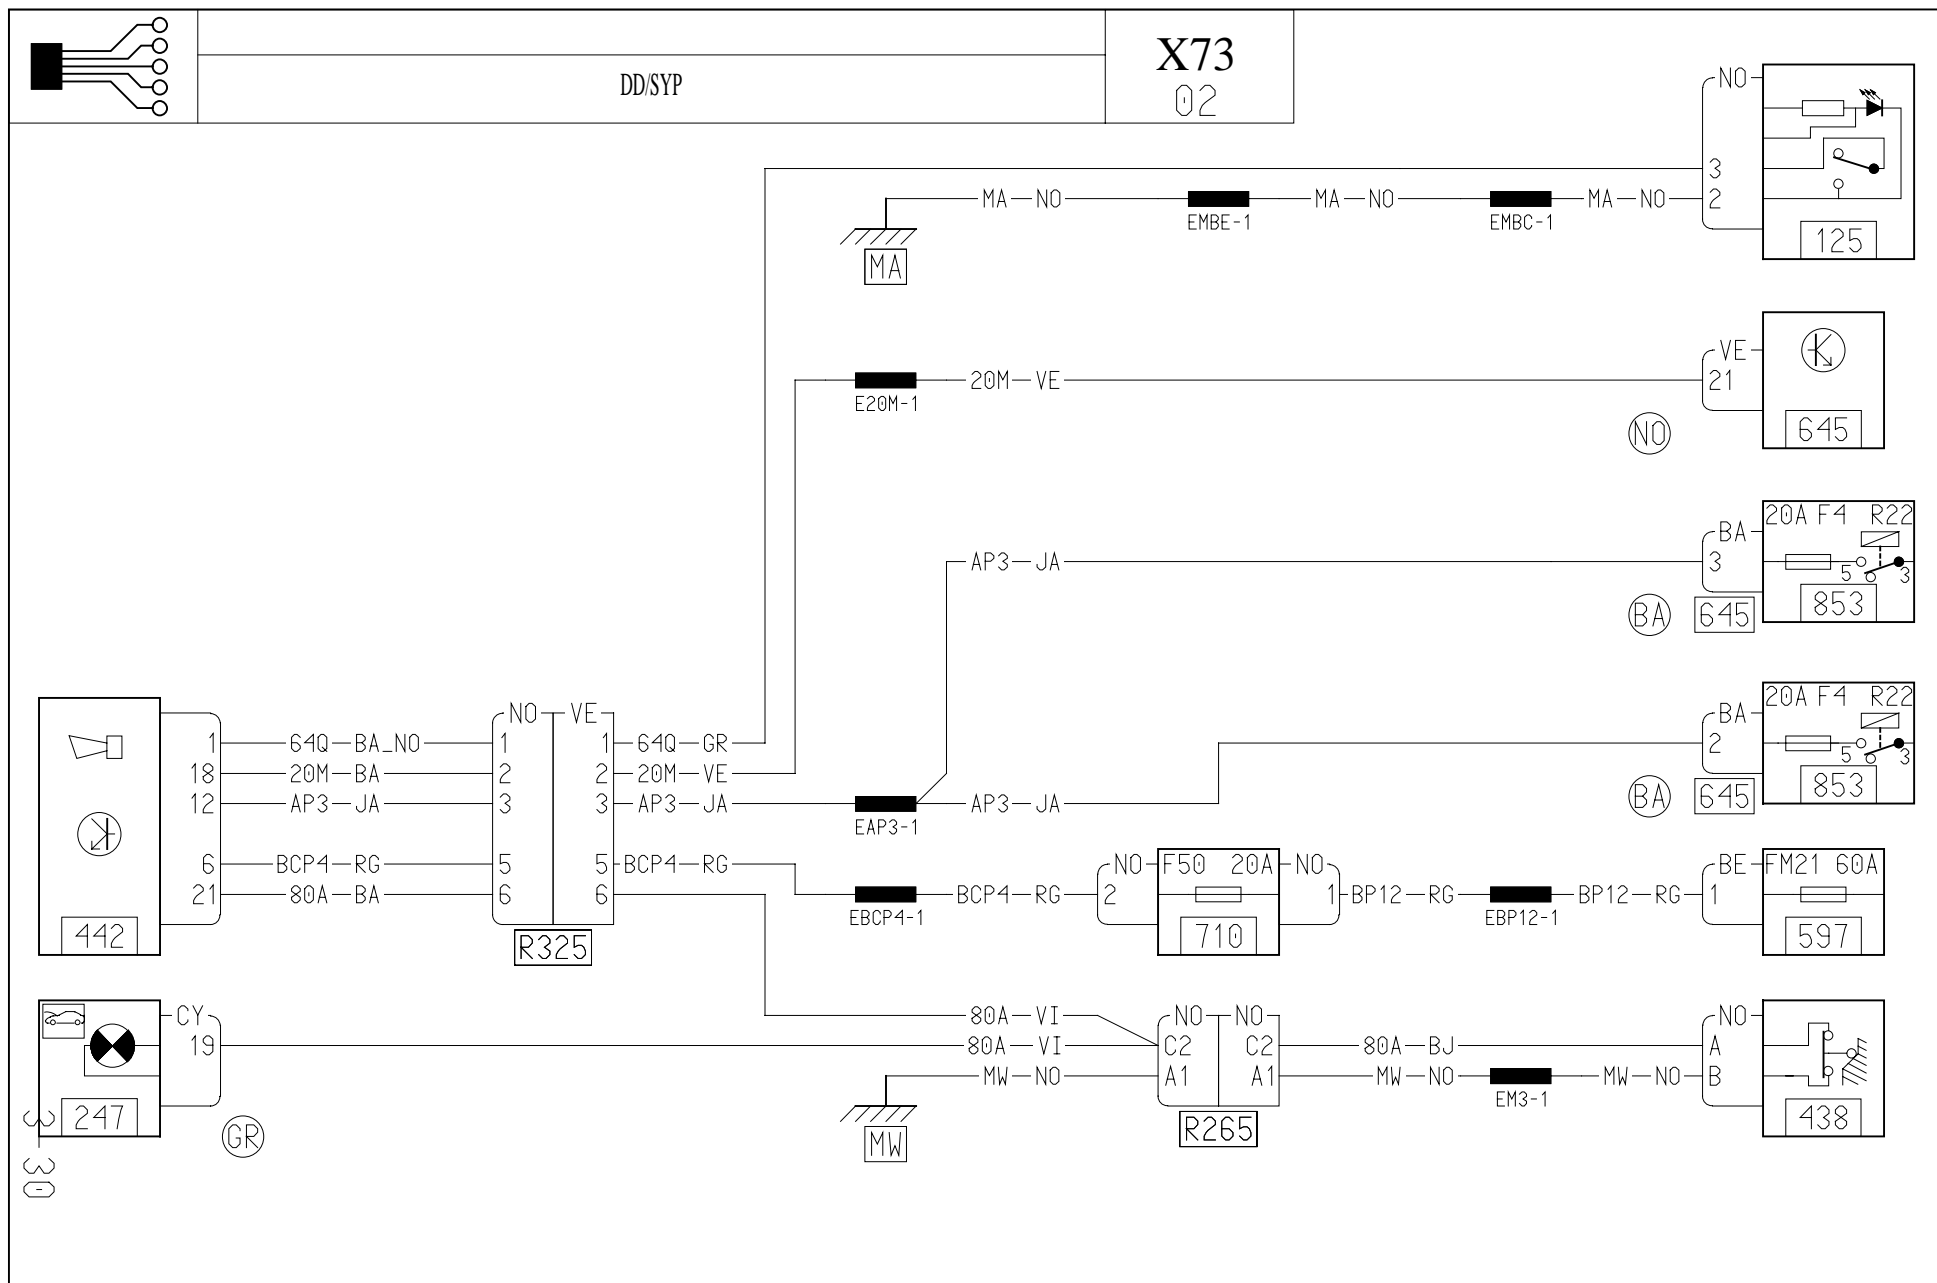 DD/SYP
X73
02
NO
3
MA NO EMBE-1 MA NO EMBC-1 MA NO 2
MA
125
VE
E20M-1 20M VE 21
NO
645
20A F4 R22
BA
AP3 JA 3
5 3
BA 645 853
20A F4 R22
NO VE BA
1 64Q BA_NO 1 1 64Q GR 2
5 3
18 20M BA 2 2 20M VE
12 AP3 JA 3 3 AP3 JA EAP3-1 AP3 JA
BA 645 853
6 BCP4 RG 5 5 BCP4 RG
NO F50 20A NO BE FM21 60A
21 80A BA 6 6 EBCP4-1 BCP4 RG 2 1 BP12 RG EBP12-1 BP12 RG 1
442 R325 710 597
CY 80A VI NO NO NO
19 80A VI C2 C2 80A BJ A
MW NO A1 A1 MW NO EM3-1 MW NO B
247 GR MW R265 438
3 - 30